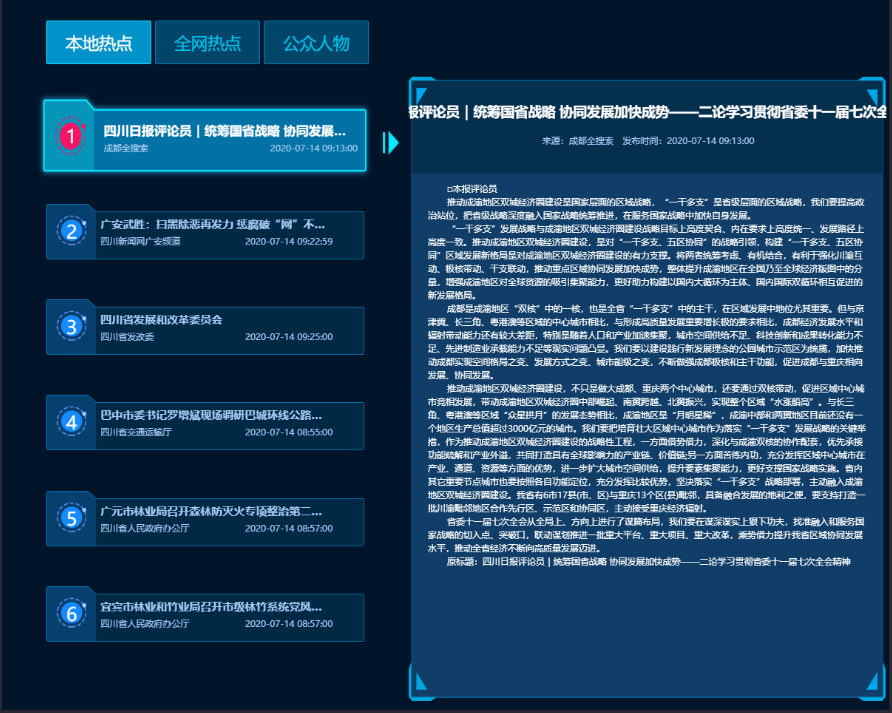 本地热点 全网热点 公众人物
1
四川日报评论员 | 统筹国省战略 协同发展...
成都全搜索 2020-07-14 09:13:00
2
广安武胜：扫黑除恶再发力 惩腐破“网”不...
四川新闻网广安频道 2020-07-14 09:22:59
3
四川省发展和改革委员会
四川省发改委 2020-07-14 09:25:00
4
巴中市委书记罗增斌现场调研巴城环线公路...
四川省交通运输厅 2020-07-14 08:55:00
5
广元市林业局召开森林防灭火专项整治第二...
四川省人民政府办公厅 2020-07-14 08:57:00
6
宜宾市林业和竹业局召开市级林竹系统党风...
四川省人民政府办公厅 2020-07-14 08:57:00
报评论员 | 统筹国省战略 协同发展加快成势——二论学习贯彻省委十一届七次全
来源：成都全搜索 发布时间：2020-07-14 09:13:00
□本报评论员
推动成渝地区双城经济圈建设是国家层面的区域战略，“一干多支”是省级层面的区域战略，我们要提高政
治站位，把省级战略深度融入国家战略统筹推进，在服务国家战略中加快自身发展。
“一干多支”发展战略与成渝地区双城经济圈建设战略目标上高度契合、内在要求上高度统一、发展路径上
高度一致。推动成渝地区双城经济圈建设，是对“一干多支、五区协同”的战略引领，构建“一干多支、五区协
同”区域发展新格局是对成渝地区双城经济圈建设的有力支撑。将两者统筹考虑、有机结合，有利于强化川渝互
动、极核带动、干支联动，推动重点区域协同发展加快成势，整体提升成渝地区在全国乃至全球经济版图中的分
量，增强成渝地区对全球资源的吸引集聚能力，更好助力构建以国内大循环为主体、国内国际双循环相互促进的
新发展格局。
成都是成渝地区“双核”中的一核，也是全省“一干多支”中的主干，在区域发展中地位尤其重要。但与京
津冀、长三角、粤港澳等区域的中心城市相比，与形成高质量发展重要增长极的要求相比，成都经济发展水平和
辐射带动能力还有较大差距，特别是随着人口和产业加速集聚，城市空间供给不足、科技创新和成果转化能力不
足、先进制造业承载能力不足等现实问题凸显。我们要以建设践行新发展理念的公园城市示范区为统揽，加快推
动成都实现空间格局之变、发展方式之变、城市能级之变，不断做强成都极核和主干功能，促进成都与重庆相向
发展、协同发展。
推动成渝地区双城经济圈建设，不只是做大成都、重庆两个中心城市，还要通过双核带动，促进区域中心城
市竞相发展，带动成渝地区双城经济圈中部崛起、南翼跨越、北翼振兴，实现整个区域“水涨船高”。与长三
角、粤港澳等区域“众星拱月”的发展态势相比，成渝地区是“月明星稀”，成渝中部和两翼地区目前还没有一
个地区生产总值超过3000亿元的城市。我们要把培育壮大区域中心城市作为落实“一干多支”发展战略的关键举
措，作为推动成渝地区双城经济圈建设的战略性工程，一方面借势借力，深化与成渝双核的协作配套，优先承接
功能疏解和产业外溢，共同打造具有全球影响力的产业链、价值链;另一方面苦练内功，充分发挥区域中心城市在
产业、通道、资源等方面的优势，进一步扩大城市空间供给，提升要素集聚能力，更好支撑国家战略实施。省内
其它重要节点城市也要按照各自功能定位，充分发挥比较优势，坚决落实“一干多支”战略部署，主动融入成渝
地区双城经济圈建设。我省有6市17县(市、区)与重庆13个区(县)毗邻，具备融合发展的地利之便，要支持打造一
批川渝毗邻地区合作先行区、示范区和协同区，主动接受重庆经济辐射。
省委十一届七次全会从全局上、方向上进行了谋篇布局，我们要在谋深谋实上狠下功夫，找准融入和服务国
家战略的切入点、突破口，联动谋划推进一批重大平台、重大项目、重大改革，乘势借力提升我省区域协同发展
水平，推动全省经济不断向高质量发展迈进。
原标题：四川日报评论员 | 统筹国省战略 协同发展加快成势——二论学习贯彻省委十一届七次全会精神